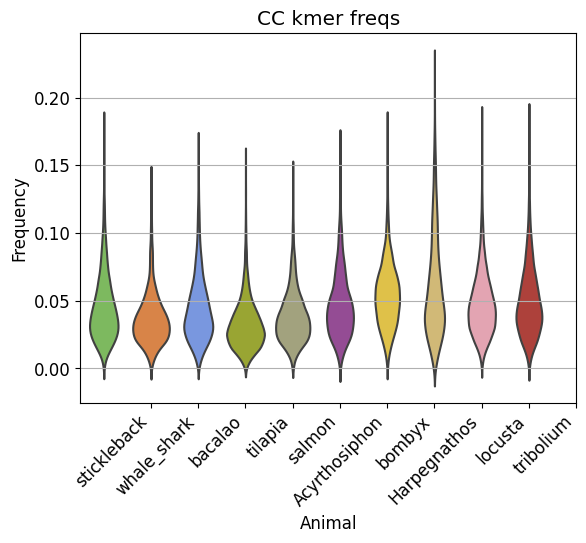 CC kmer freqs
0.20
0.15
0.10
0.05
0.00
Frequency
stickleback
whale_shark
bacalao
tilapia
salmon
Acyrthosiphon
bombyx
Harpegnathos
locusta
tribolium
Animal